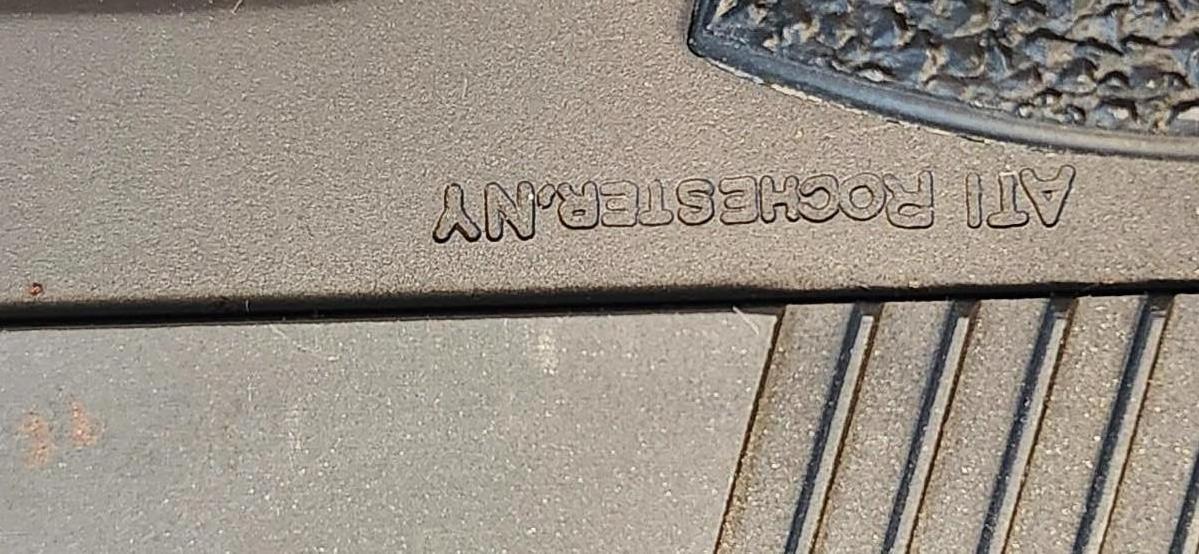 ATI ROCHESTER,NY